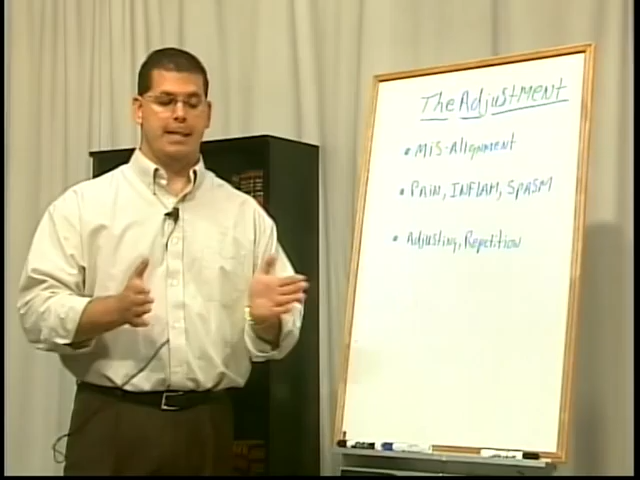 The Adjustment
• Mis-Alignment
• PAIN, INFLAM, SPASM
• Adjusting, Repetition